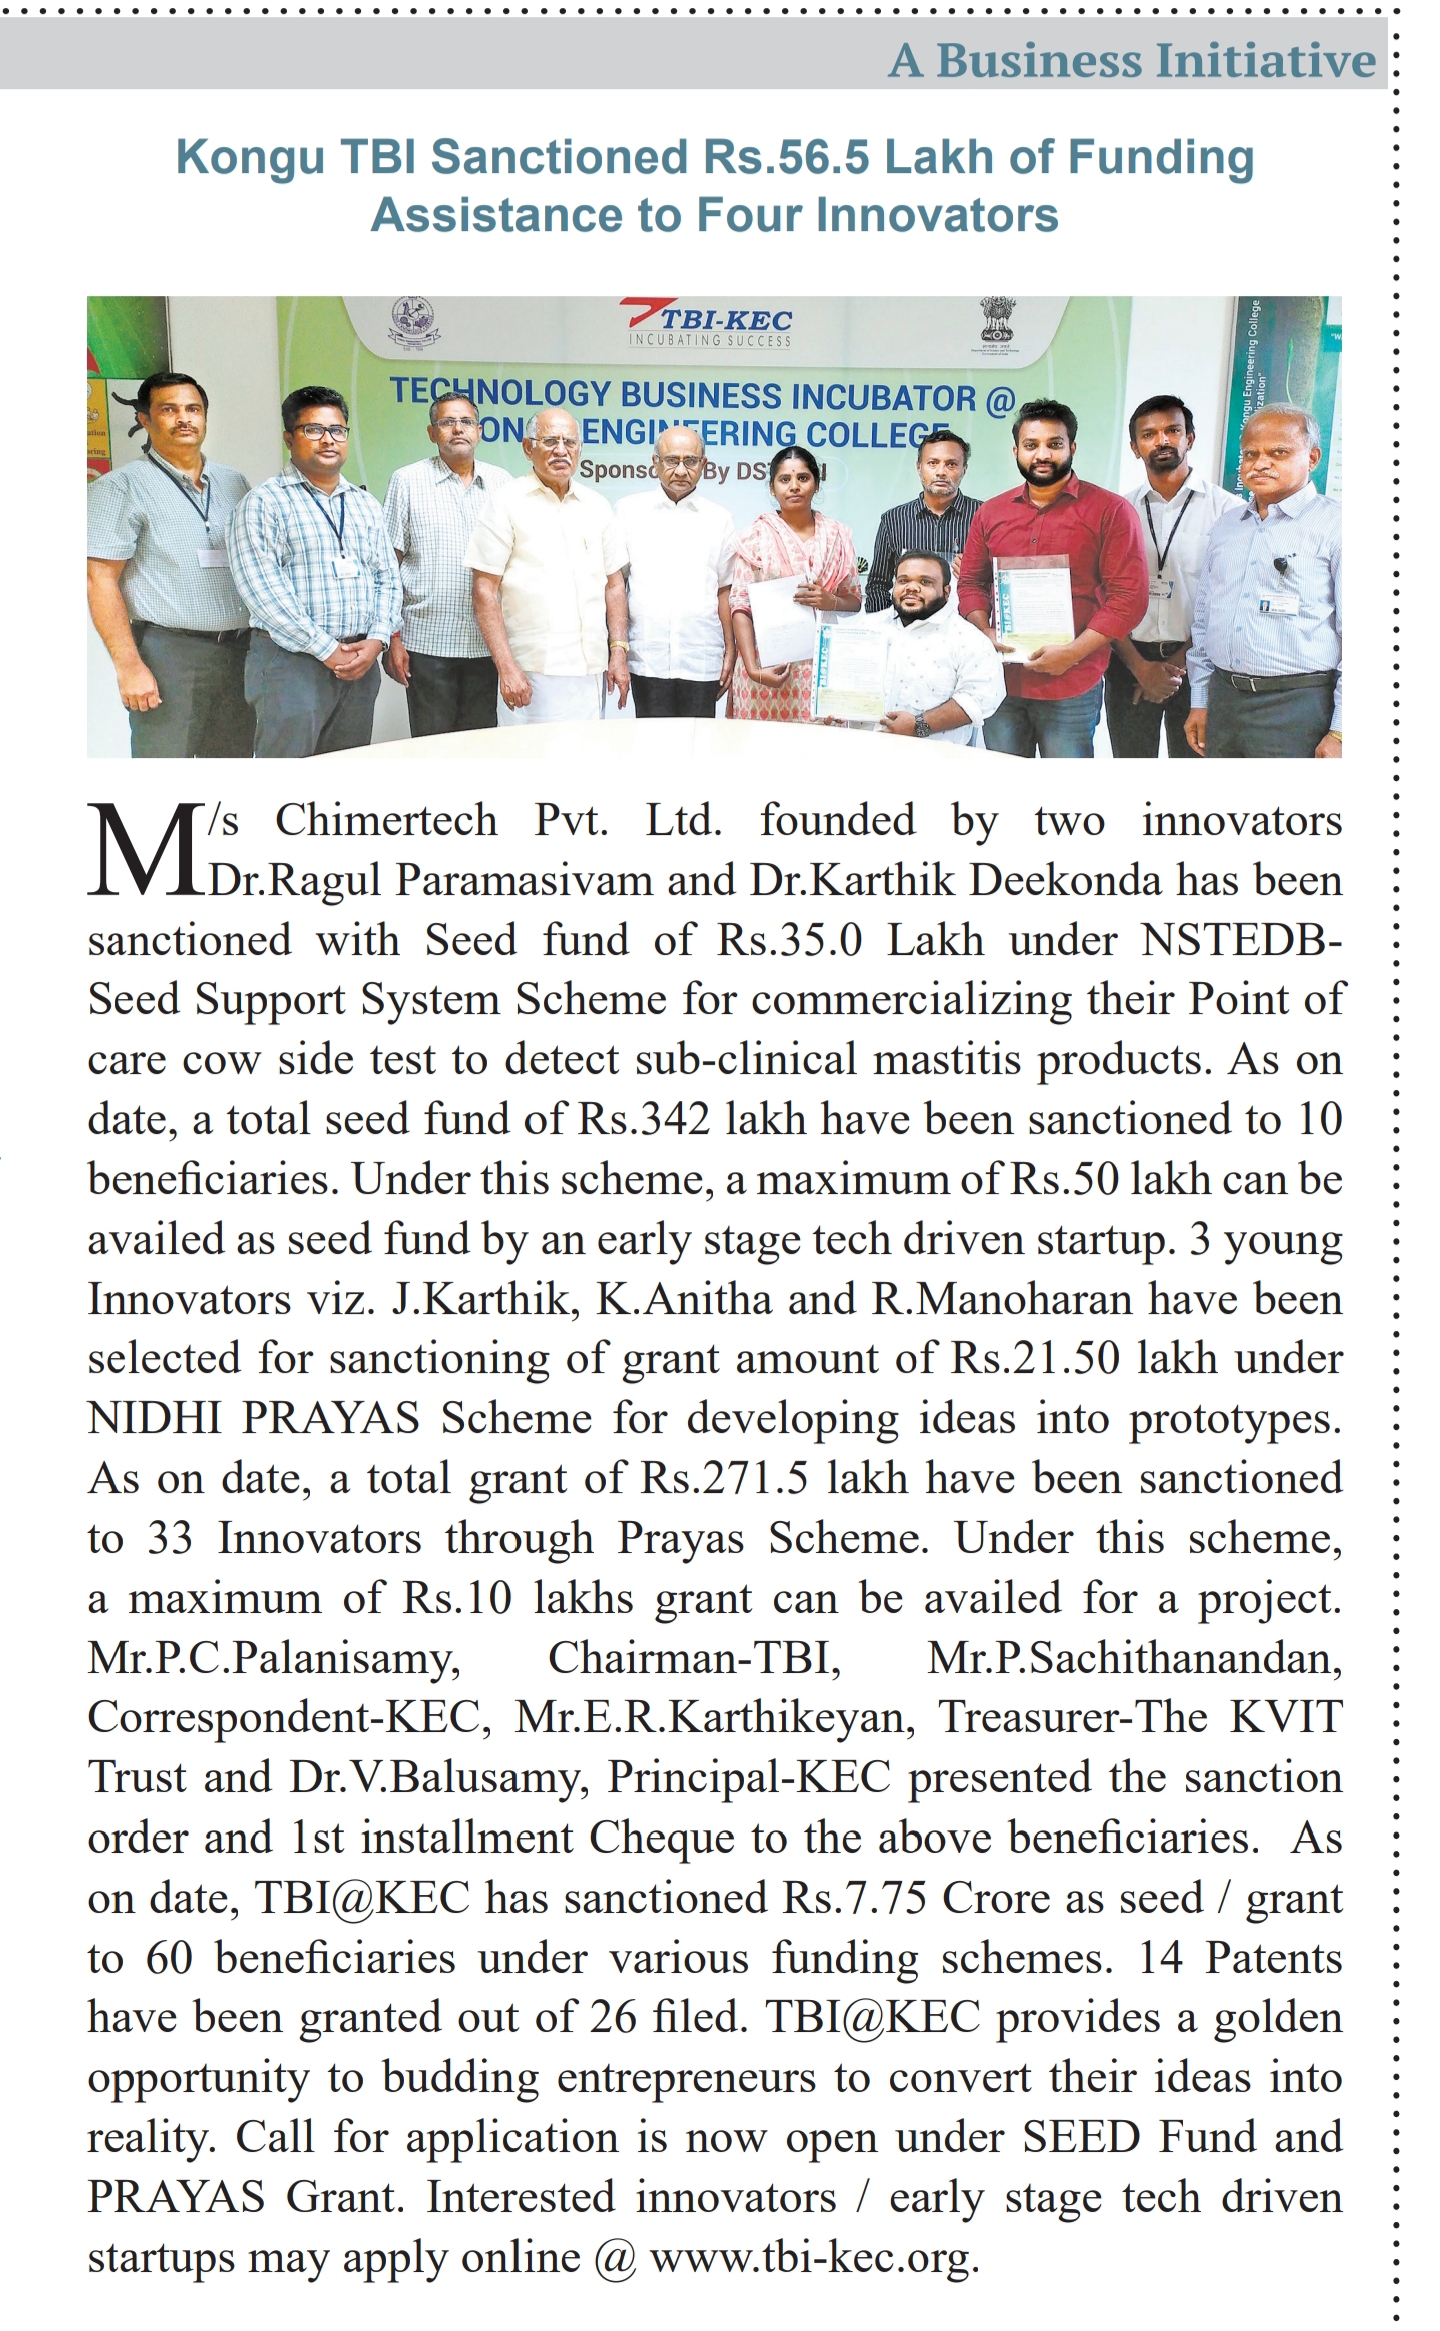 A Business Initiative
Kongu TBI Sanctioned Rs.56.5 Lakh of Funding
Assistance to Four Innovators
TBI-KEC
INCUBATING SUCCESS
TECHNOLOGY BUSINESS INCUBATOR @
ENGINEERING COLLEGE
By
Kongu Engineering College
M/s Chimertech Pvt. Ltd. founded by two innovators
Dr.Ragul Paramasivam and Dr.Karthik Deekonda has been
sanctioned with Seed fund of Rs.35.0 Lakh under NSTEDB-
Seed Support System Scheme for commercializing their Point of
care cow side test to detect sub-clinical mastitis products. As on
date, a total seed fund of Rs.342 lakh have been sanctioned to 10
beneficiaries. Under this scheme, a maximum of Rs.50 lakh can be
availed as seed fund by an early stage tech driven startup. 3 young
Innovators viz. J.Karthik, K.Anitha and R.Manoharan have been
selected for sanctioning of grant amount of Rs.21.50 lakh under
NIDHI PRAYAS Scheme for developing ideas into prototypes.
As on date, a total grant of Rs.271.5 lakh have been sanctioned
to 33 Innovators through Prayas Scheme. Under this scheme,
a maximum of Rs.10 lakhs grant can be availed for a project.
Mr.P.C.Palanisamy, Chairman-TBI, Mr.P.Sachithanandan,
Correspondent-KEC, Mr.E.R.Karthikeyan, Treasurer-The KVIT
Trust and Dr.V.Balusamy, Principal-KEC presented the sanction
order and 1st installment Cheque to the above beneficiaries.  As
on date, TBI@KEC has sanctioned Rs.7.75 Crore as seed / grant
to 60 beneficiaries under various funding schemes. 14 Patents
have been granted out of 26 filed. TBI@KEC provides a golden
opportunity to budding entrepreneurs to convert their ideas into
reality. Call for application is now open under SEED Fund and
PRAYAS Grant. Interested innovators / early stage tech driven
startups may apply online @ www.tbi-kec.org.